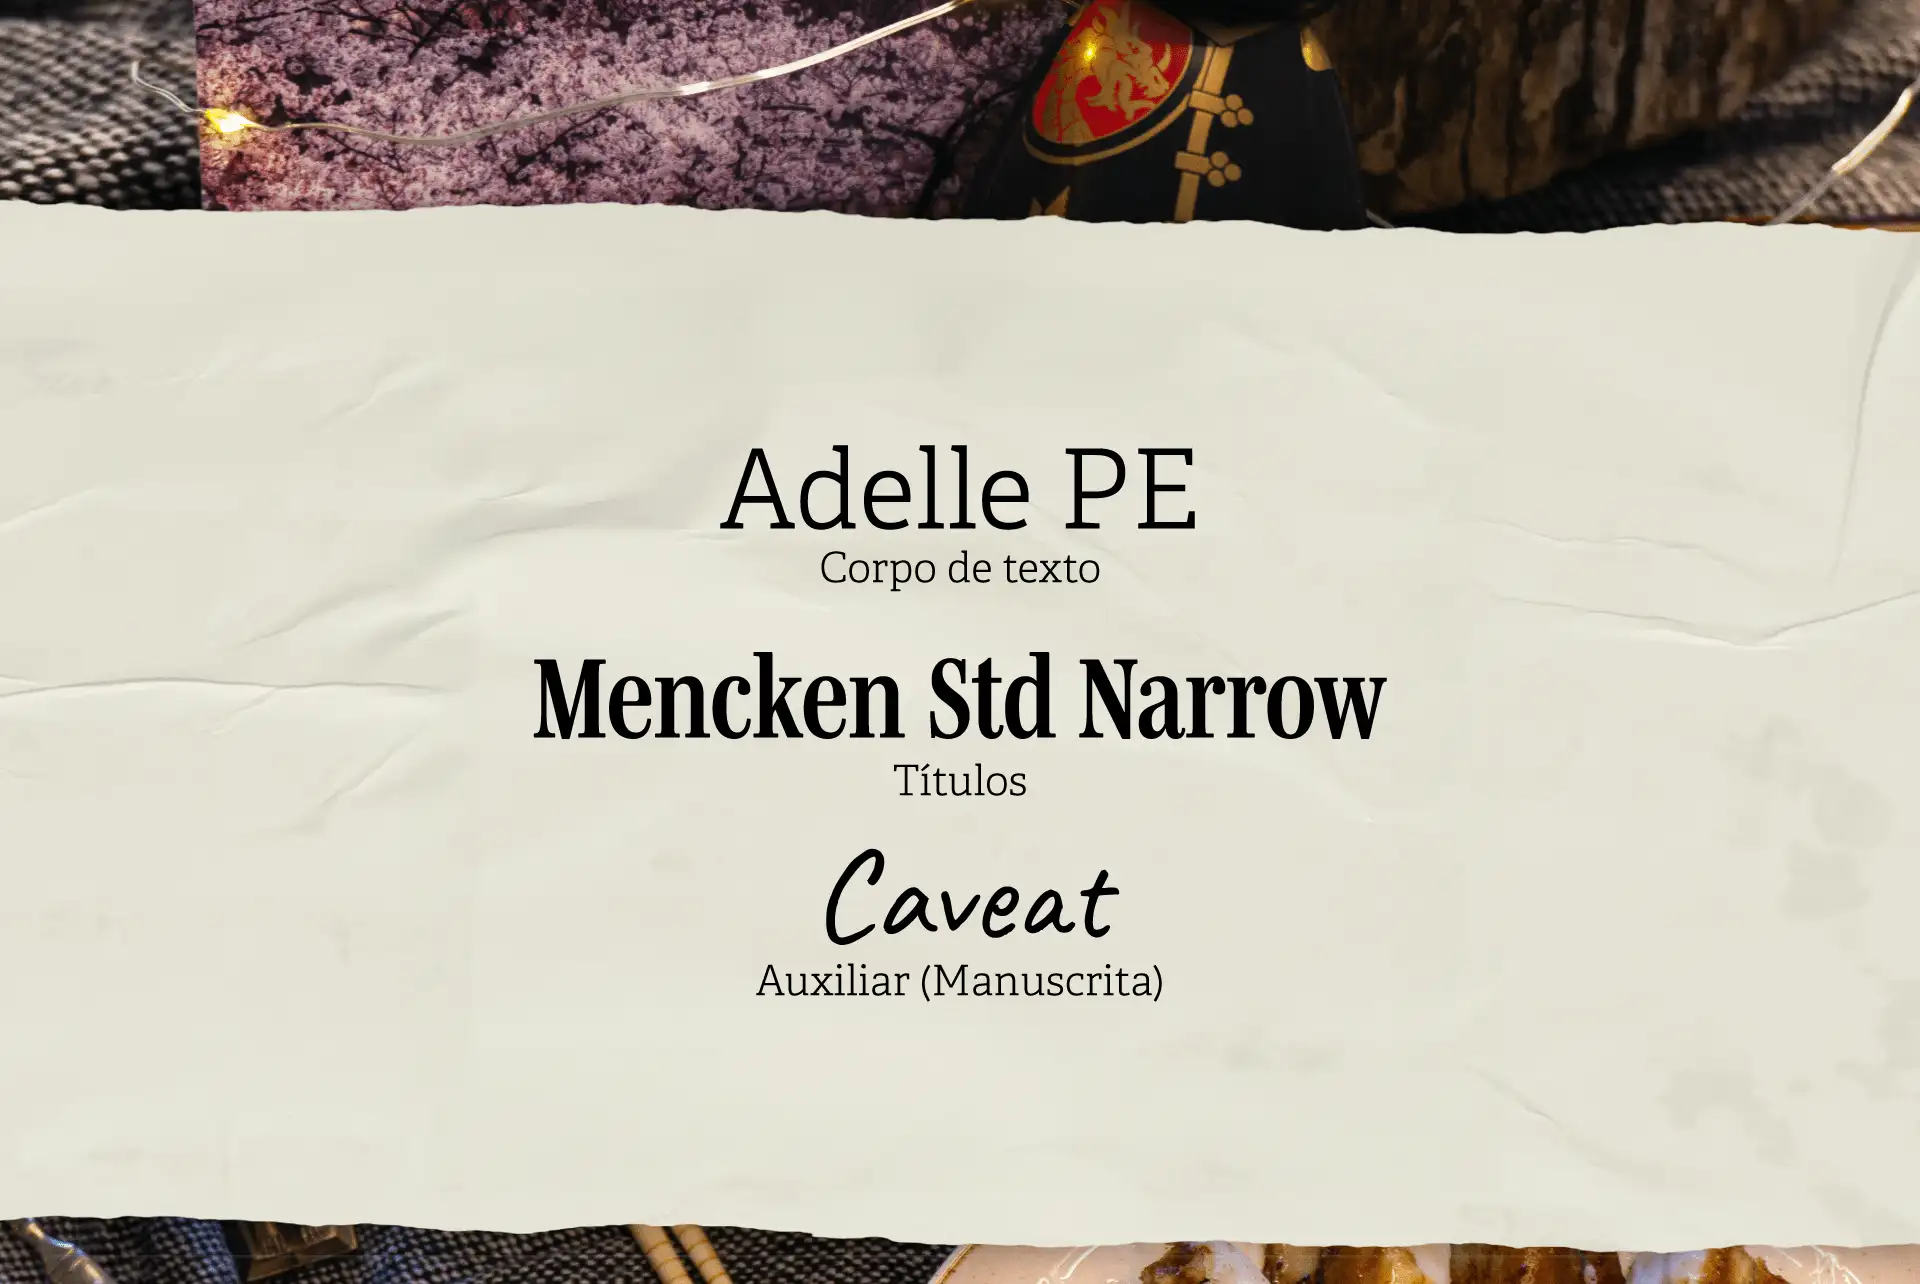 Adelle PE
Corpo de texto
Mencken Std Narrow
Títulos
Caveat
Auxiliar (Manuscrita)